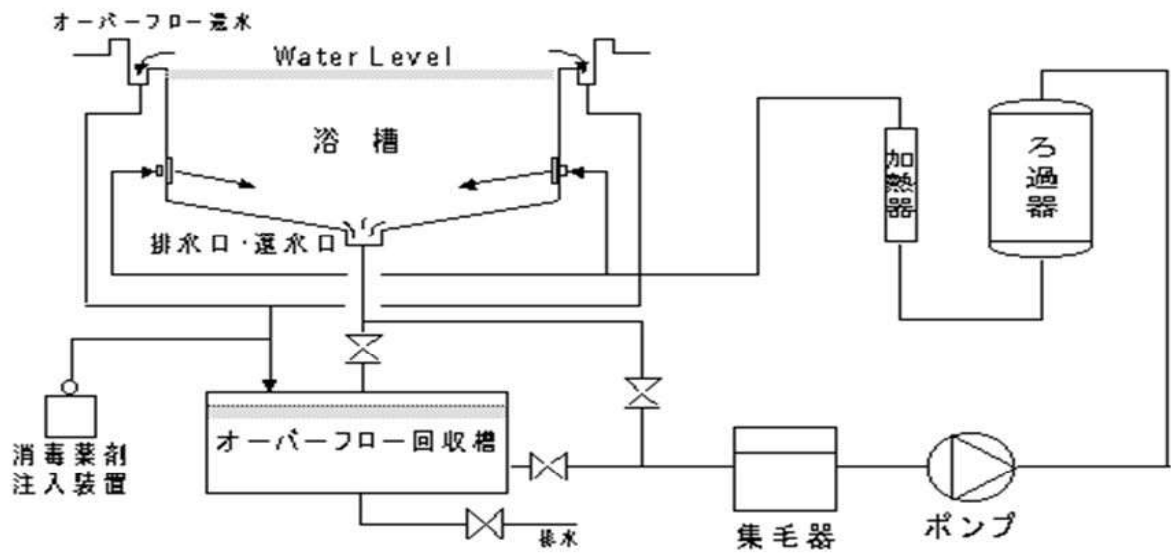 オーバーフロー還水
Water Level
浴槽
加熱器
ろ過器
排水口・還水口
オーバーフロー回収槽
消毒薬剤
注入装置
排水
集毛器
ポンプ